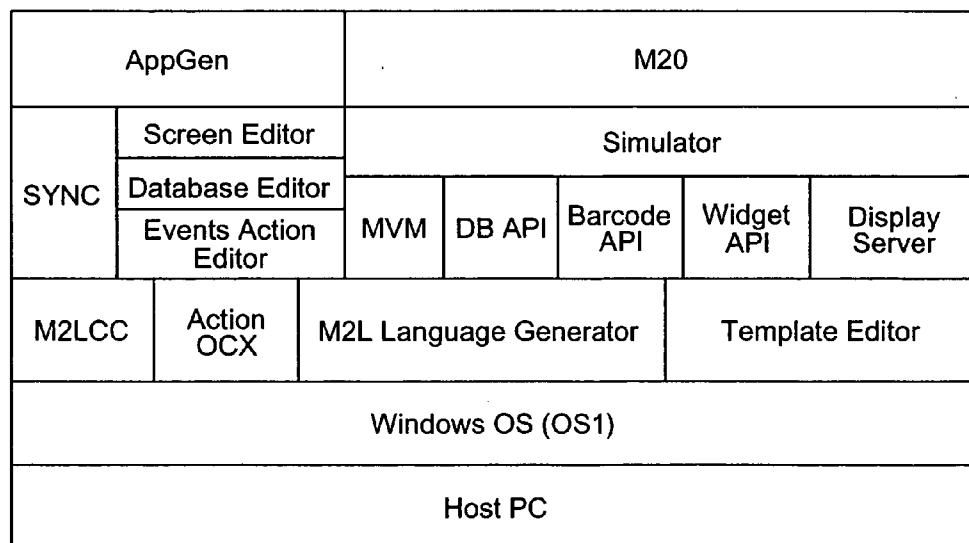 AppGen
M20
SYNC
Screen Editor
Database Editor
Events Action
Editor
Simulator
MVM
DB API
Barcode
API
Widget
API
Display
Server
M2LCC
Action
OCX
M2L Language Generator
Template Editor
Windows OS (OS1)
Host PC